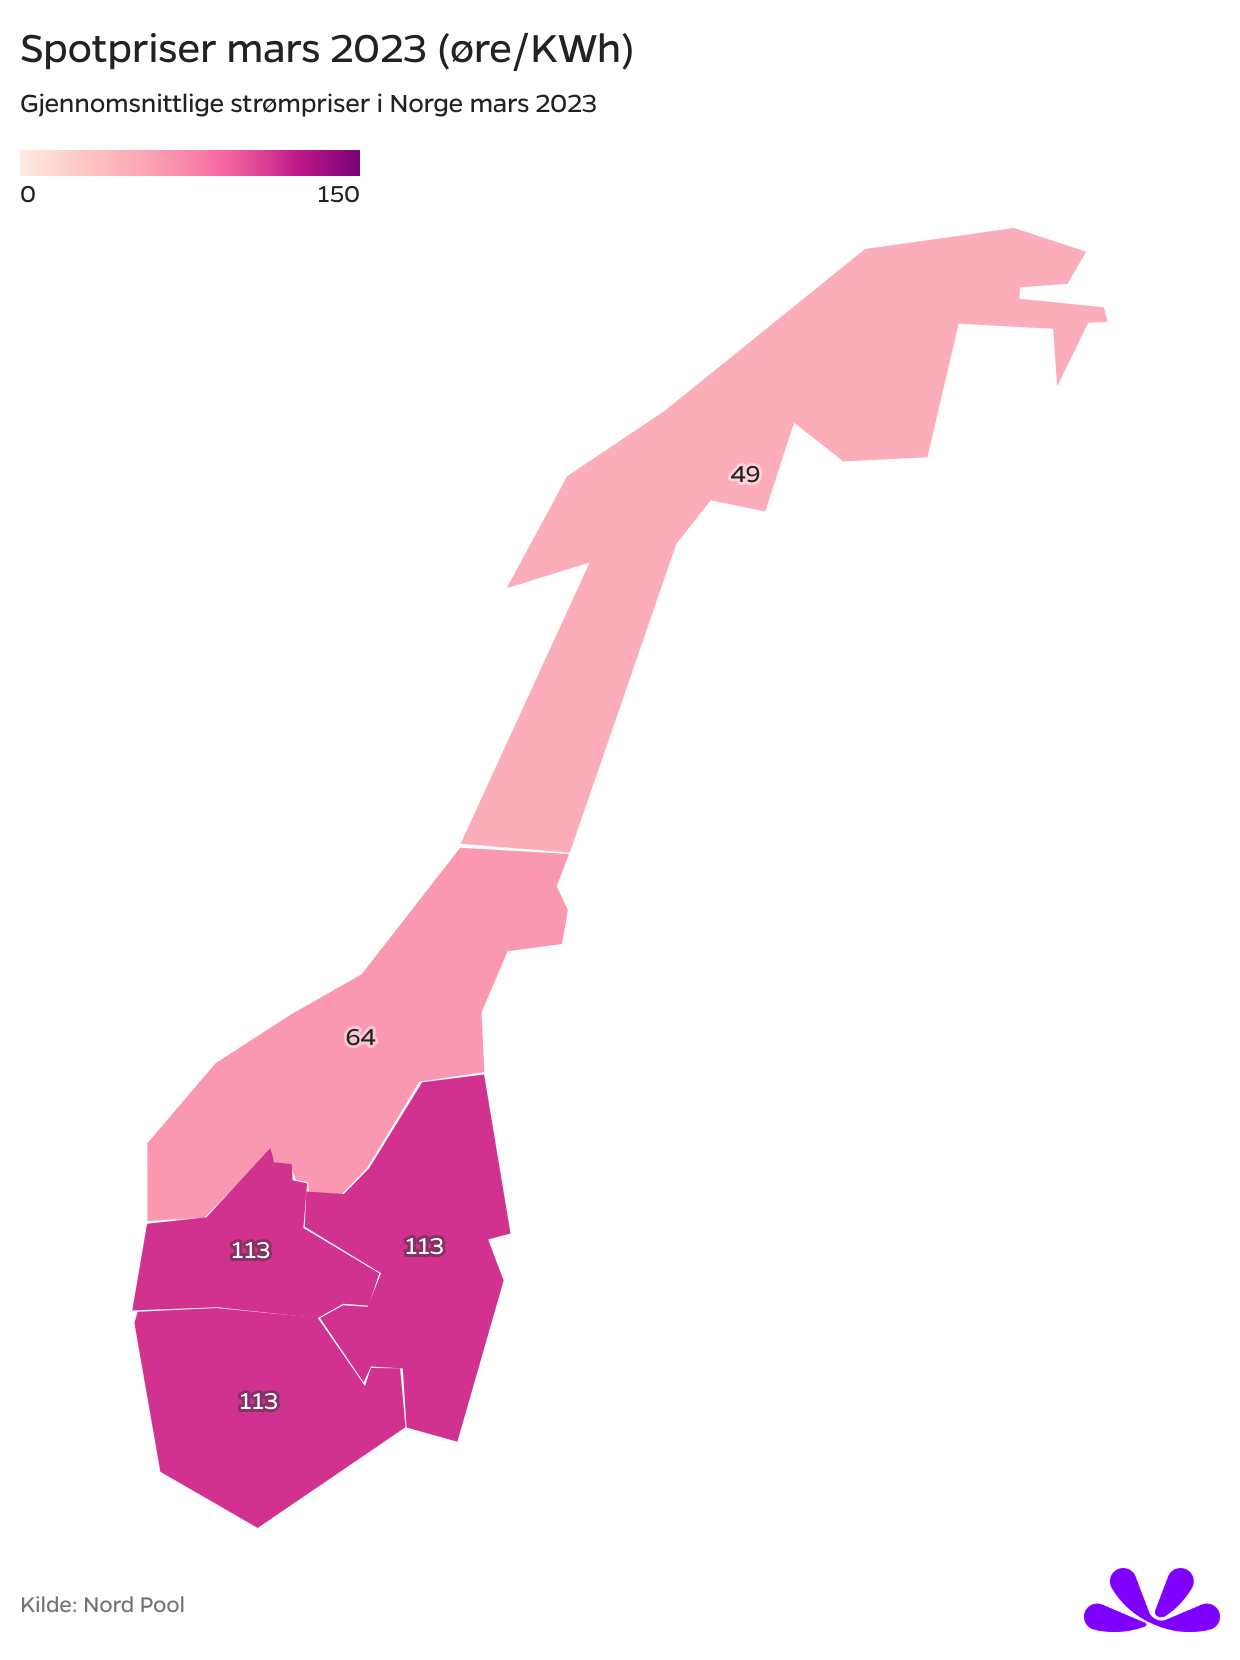 Spotpriser mars 2023 (øre/KWh)
Gjennomsnittlige strømpriser i Norge mars 2023
0 150
49
64
113 113
113
Kilde: Nord Pool